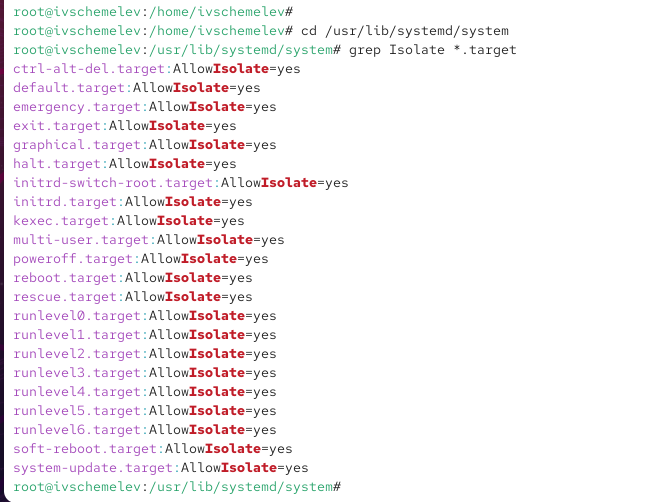 root@ivschemelev:/home/ivschemelev#
root@ivschemelev:/home/ivschemelev# cd /usr/lib/systemd/system
root@ivschemelev:/usr/lib/systemd/system# grep Isolate *.target
ctrl-alt-del.target:AllowIsolate=yes
default.target:AllowIsolate=yes
emergency.target:AllowIsolate=yes
exit.target:AllowIsolate=yes
graphical.target:AllowIsolate=yes
halt.target:AllowIsolate=yes
initrd-switch-root.target:AllowIsolate=yes
initrd.target:AllowIsolate=yes
kexec.target:AllowIsolate=yes
multi-user.target:AllowIsolate=yes
poweroff.target:AllowIsolate=yes
reboot.target:AllowIsolate=yes
rescue.target:AllowIsolate=yes
runlevel0.target:AllowIsolate=yes
runlevel1.target:AllowIsolate=yes
runlevel2.target:AllowIsolate=yes
runlevel3.target:AllowIsolate=yes
runlevel4.target:AllowIsolate=yes
runlevel5.target:AllowIsolate=yes
runlevel6.target:AllowIsolate=yes
soft-reboot.target:AllowIsolate=yes
system-update.target:AllowIsolate=yes
root@ivschemelev:/usr/lib/systemd/system#